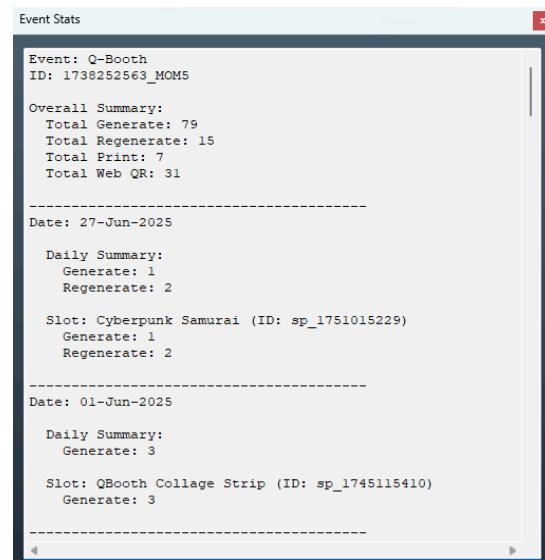 Event Stats
x
Event: Q-Booth
ID: 1738252563_MOM5
Overall Summary:
Total Generate: 79
Total Regenerate: 15
Total Print: 7
Total Web QR: 31
----------------------------------------
Date: 27-Jun-2025
Daily Summary:
Generate: 1
Regenerate: 2
Slot: Cyberpunk Samurai (ID: sp_1751015229)
Generate: 1
Regenerate: 2
----------------------------------------
Date: 01-Jun-2025
Daily Summary:
Generate: 3
Slot: QBooth Collage Strip (ID: sp_1745115410)
Generate: 3
----------------------------------------